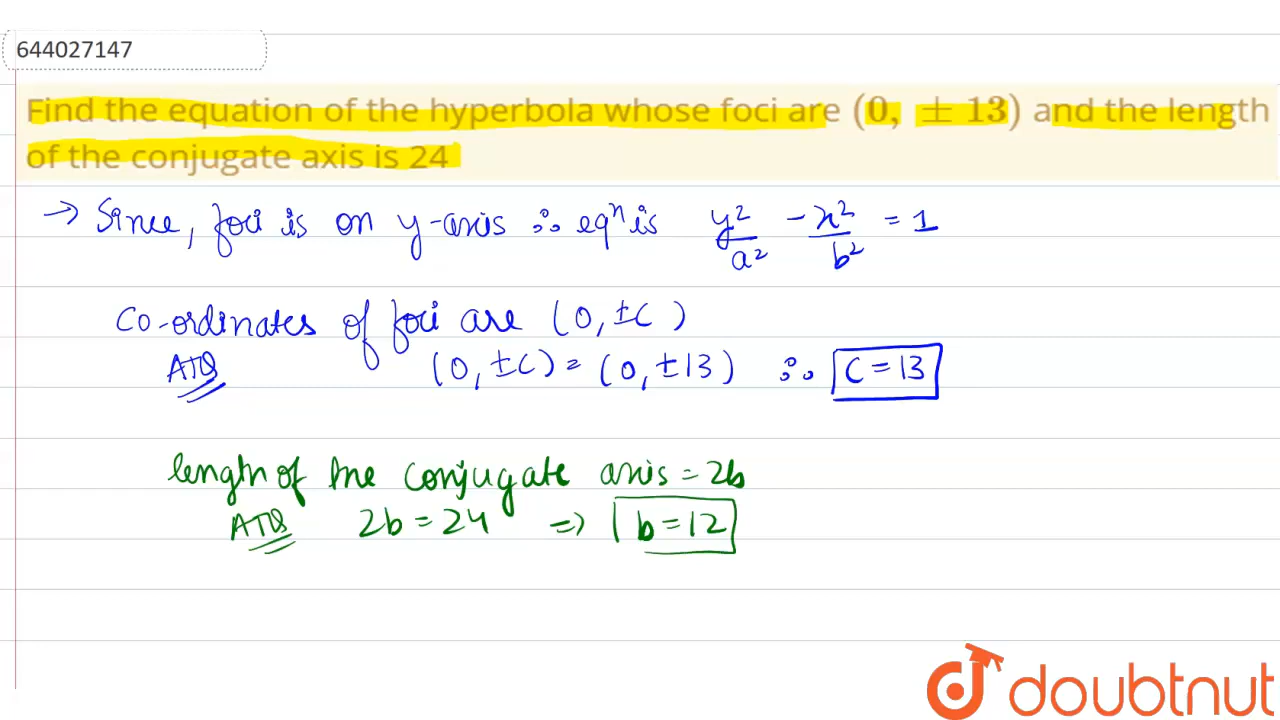 644027147
Find the equation of the hyperbola whose foci are (0, ± 13) and the length
of the conjugate axis is 24
→ Since, foci is on y-axis ∴ eqⁿ is y²/a² - x²/b² = 1
Co-ordinates of foci are (0, ±c)
ATQ (0, ±c) = (0, ±13) ∴ c = 13
length of the conjugate axis = 2b
ATQ 2b = 24 => b = 12
doubtnut